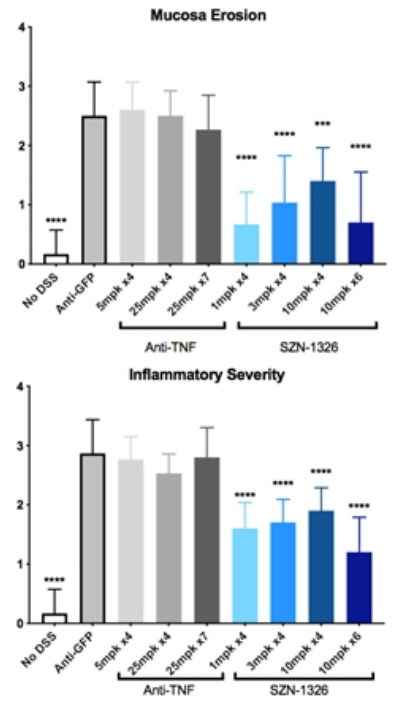 Mucosa Erosion
4
3
2
1
0
****
****
****
***
****
No DSS
Anti-GFP
5mpk x4
25mpk x4
25mpk x7
1mpk x4
3mpk x4
10mpk x4
10mpk x6
Anti-TNF
SZN-1326
Inflammatory Severity
4
3
2
1
0
****
****
****
****
****
No DSS
Anti-GFP
5mpk x4
25mpk x4
25mpk x7
1mpk x4
3mpk x4
10mpk x4
10mpk x6
Anti-TNF
SZN-1326